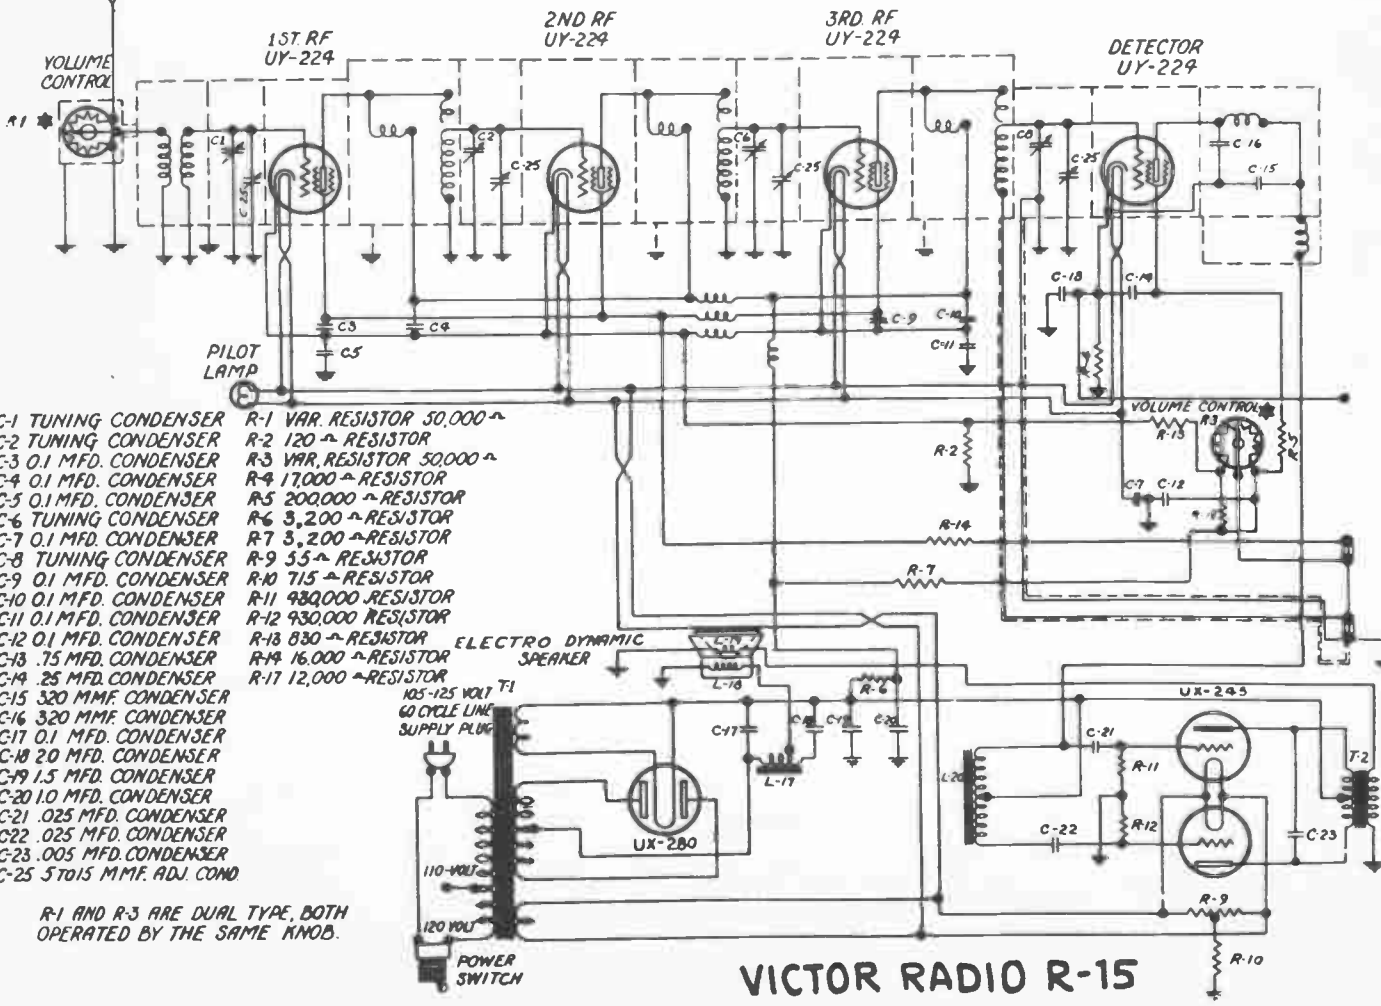 1ST. RF
UY-224
2ND RF
UY-224
3RD. RF
UY-224
DETECTOR
UY-224
VOLUME
CONTROL
R1
C1
C-25
C2
C-25
C-25
C8
C-25
C-16
C-15
C3
C4
C5
C-9
C-10
C-11
C-18
C-14
PILOT
LAMP
VOLUME CONTROL
R3
R-13
R-5
R-2
C-7
C-12
R-14
R-7
C-1 TUNING CONDENSER
C-2 TUNING CONDENSER
C-3 0.1 MFD. CONDENSER
C-4 0.1 MFD. CONDENSER
C-5 0.1 MFD. CONDENSER
C-6 TUNING CONDENSER
C-7 0.1 MFD. CONDENSER
C-8 TUNING CONDENSER
C-9 0.1 MFD. CONDENSER
C-10 0.1 MFD. CONDENSER
C-11 0.1 MFD. CONDENSER
C-12 0.1 MFD. CONDENSER
C-13 .75 MFD. CONDENSER
C-14 .25 MFD. CONDENSER
C-15 320 MMF. CONDENSER
C-16 320 MMF. CONDENSER
C-17 0.1 MFD. CONDENSER
C-18 2.0 MFD. CONDENSER
C-19 1.5 MFD. CONDENSER
C-20 1.0 MFD. CONDENSER
C-21 .025 MFD. CONDENSER
C-22 .025 MFD. CONDENSER
C-23 .005 MFD. CONDENSER
C-25 5 TO 15 MMF. ADJ. COND
R-1 VAR. RESISTOR 50,000 Ω
R-2 120 Ω RESISTOR
R-3 VAR. RESISTOR 50,000 Ω
R-4 17,000 Ω RESISTOR
R-5 200,000 Ω RESISTOR
R-6 3,200 Ω RESISTOR
R-7 3,200 Ω RESISTOR
R-9 55 Ω RESISTOR
R-10 715 Ω RESISTOR
R-11 430,000 RESISTOR
R-12 430,000 RESISTOR
R-13 830 Ω RESISTOR
R-14 16,000 Ω RESISTOR
R-17 12,000 Ω RESISTOR
ELECTRO DYNAMIC
SPEAKER
L-19
L-18
105-125 VOLT
60 CYCLE LINE
SUPPLY PLUG
T-1
R-6
C-17
C-18
C-19
C-20
L-17
UX-280
110-VOLT
120 VOLT
POWER
SWITCH
UX-245
C-21
L-20
R-11
R-12
C-22
C-23
T-2
R-9
R-10
R-1 AND R-3 ARE DUAL TYPE, BOTH
OPERATED BY THE SAME KNOB.
VICTOR RADIO R-15